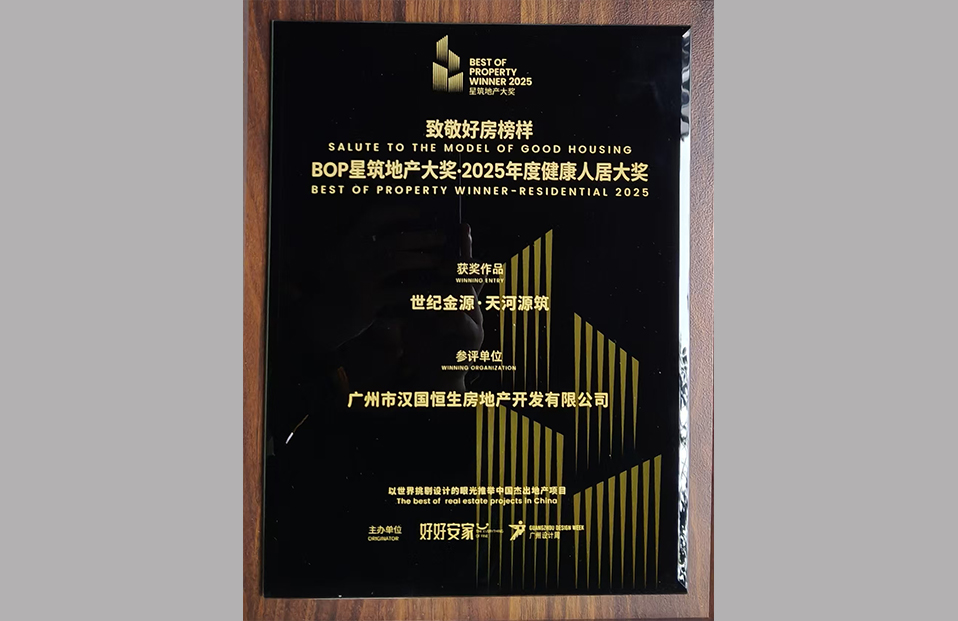 BEST OF
PROPERTY
WINNER 2025
星筑地产大奖
致敬好房榜样
SALUTE TO THE MODEL OF GOOD HOUSING
BOP星筑地产大奖·2025年度健康人居大奖
BEST OF PROPERTY WINNER-RESIDENTIAL 2025
获奖作品
WINNING ENTRY
世纪金源·天河源筑
参评单位
WINNING ORGANIZATION
广州市汉国恒生房地产开发有限公司
以世界挑剔设计的眼光推举中国杰出地产项目
The best of real estate projects in China
主办单位
ORIGINATOR
好好安家
GUANGZHOU DESIGN WEEK
广州设计周